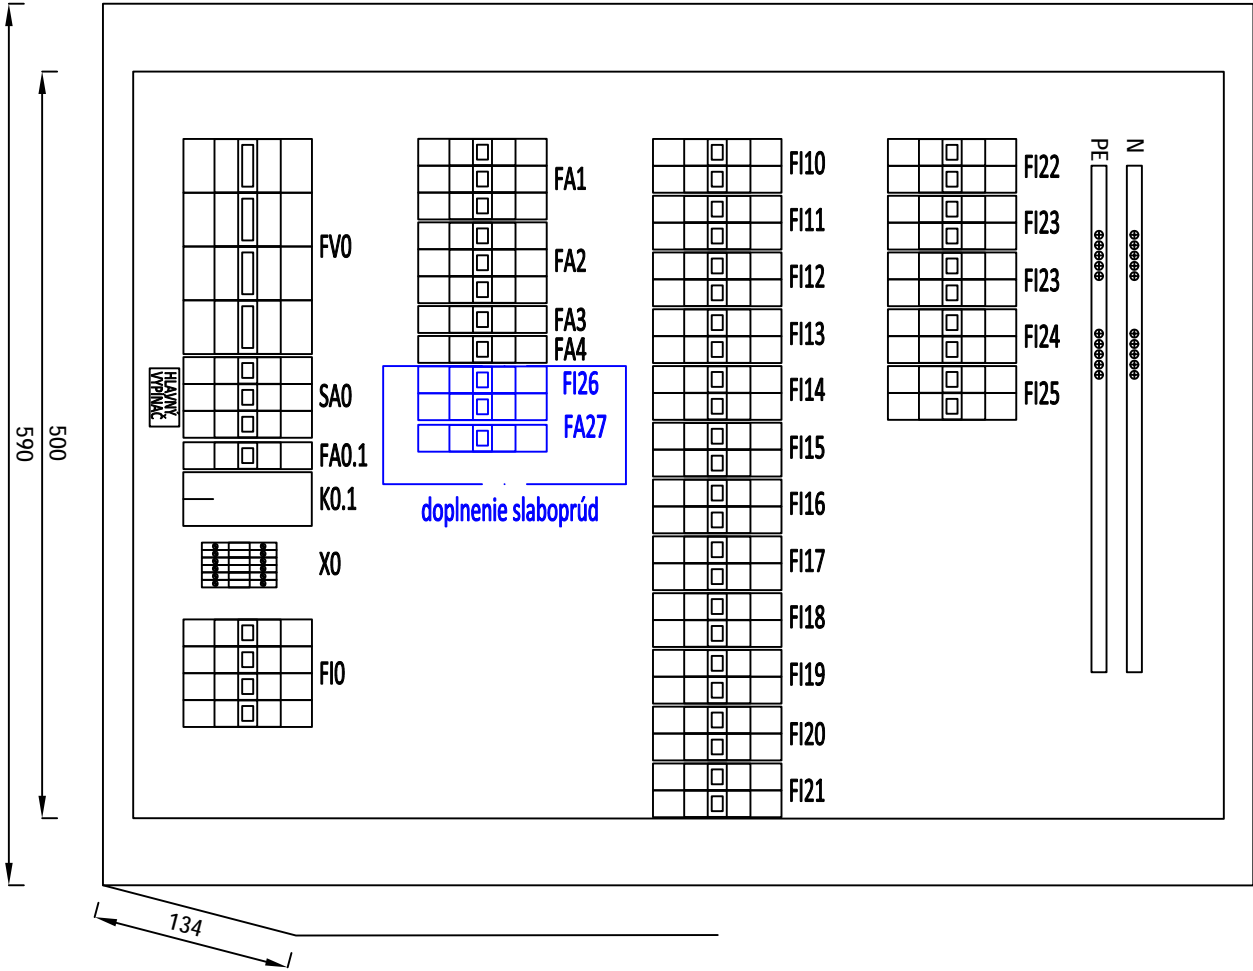 FV0
SA0
HLAVNÝ
VYPÍNAČ
FA0.1
K0.1
X0
FI0
FA1
FA2
FA3
FA4
FI26
FA27
doplnenie slaboprúd
FI10
FI11
FI12
FI13
FI14
FI15
FI16
FI17
FI18
FI19
FI20
FI21
FI22
FI23
FI23
FI24
FI25
PE
N
500
590
134